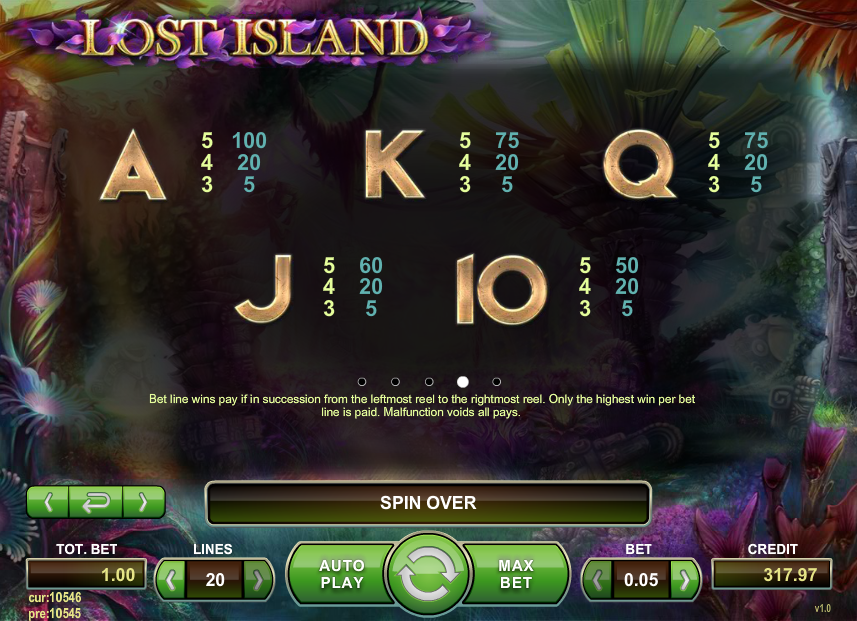 LOST ISLAND
A 5 100 K 5 75 Q 5 75
4 20 4 20 4 20
3 5 3 5 3 5
J 5 60 10 5 50
4 20 4 20
3 5 3 5
Bet line wins pay if in succession from the leftmost reel to the rightmost reel. Only the highest win per bet
line is paid. Malfunction voids all pays.
SPIN OVER
TOT. BET LINES BET CREDIT
1.00 20 AUTO PLAY MAX BET 0.05 317.97
cur:10546
pre:10545
v1.0